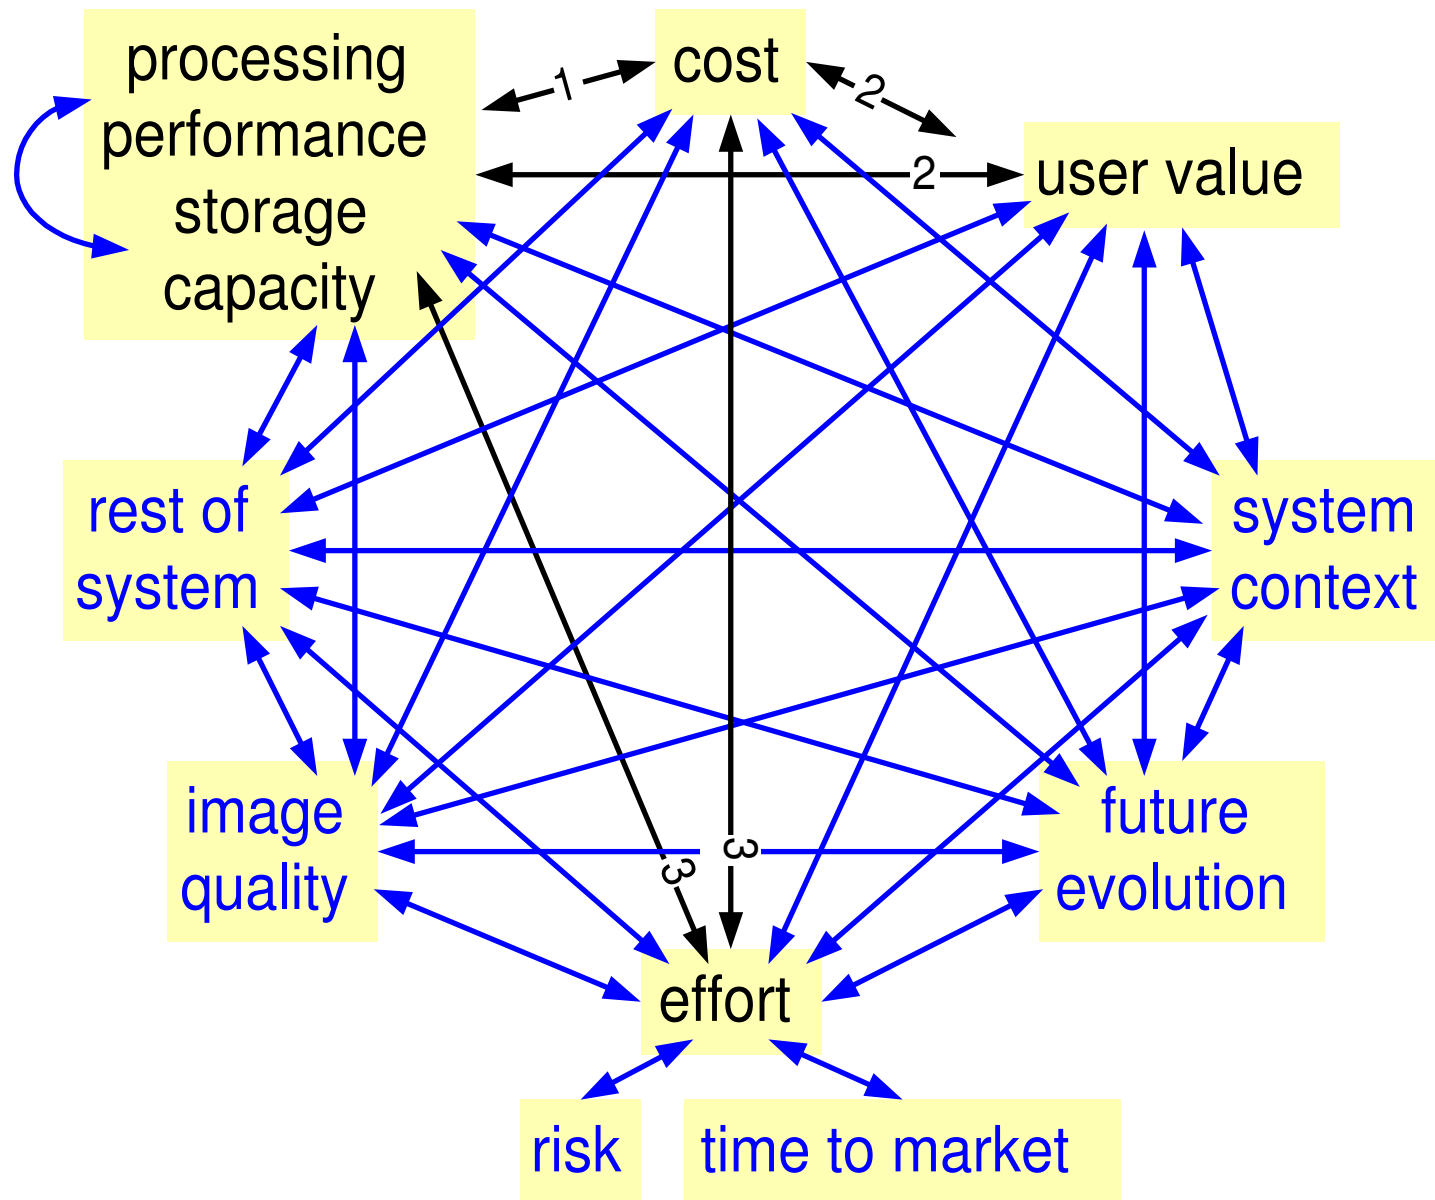 processing
performance
storage
capacity
cost
1
2
user value
2
rest of
system
system
context
image
quality
3
3
future
evolution
effort
risk
time to market